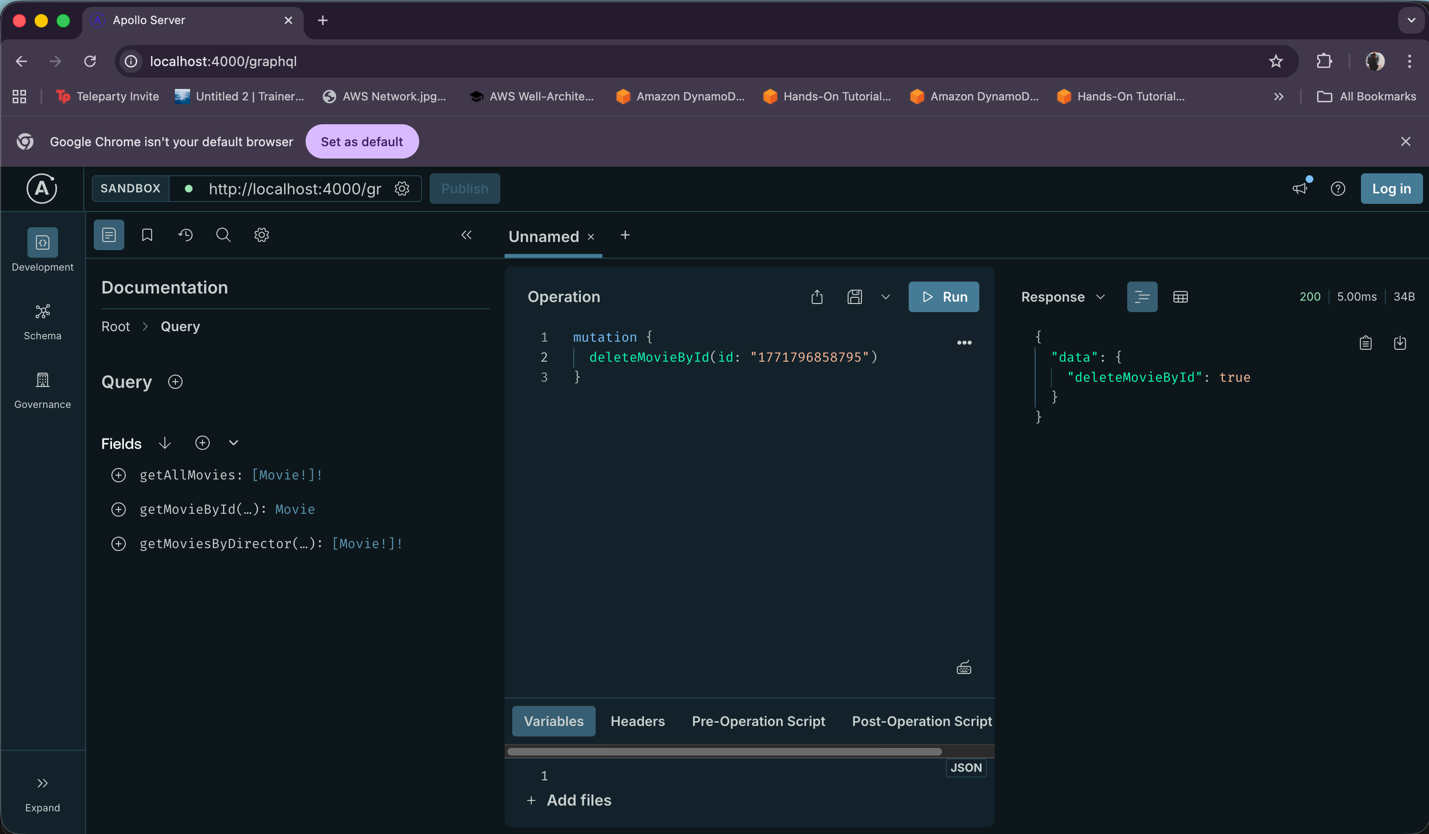 Apollo Server
localhost:4000/graphql
Teleparty Invite
Untitled 2 | Trainer...
AWS Network.jpg...
AWS Well-Archite...
Amazon DynamoD...
Hands-On Tutorial...
Amazon DynamoD...
Hands-On Tutorial...
All Bookmarks
Google Chrome isn't your default browser
Set as default
SANDBOX
http://localhost:4000/gr
Publish
Log in
Development
Schema
Governance
Expand
Documentation
Root > Query
Query
Fields
getAllMovies: [Movie!]!
getMovieById(…): Movie
getMoviesByDirector(…): [Movie!]!
Unnamed
Operation
Run
1 mutation {
2 deleteMovieById(id: "1771796858795")
3 }
Variables
Headers
Pre-Operation Script
Post-Operation Script
JSON
1
+ Add files
Response
200
5.00ms
34B
{
"data": {
"deleteMovieById": true
}
}